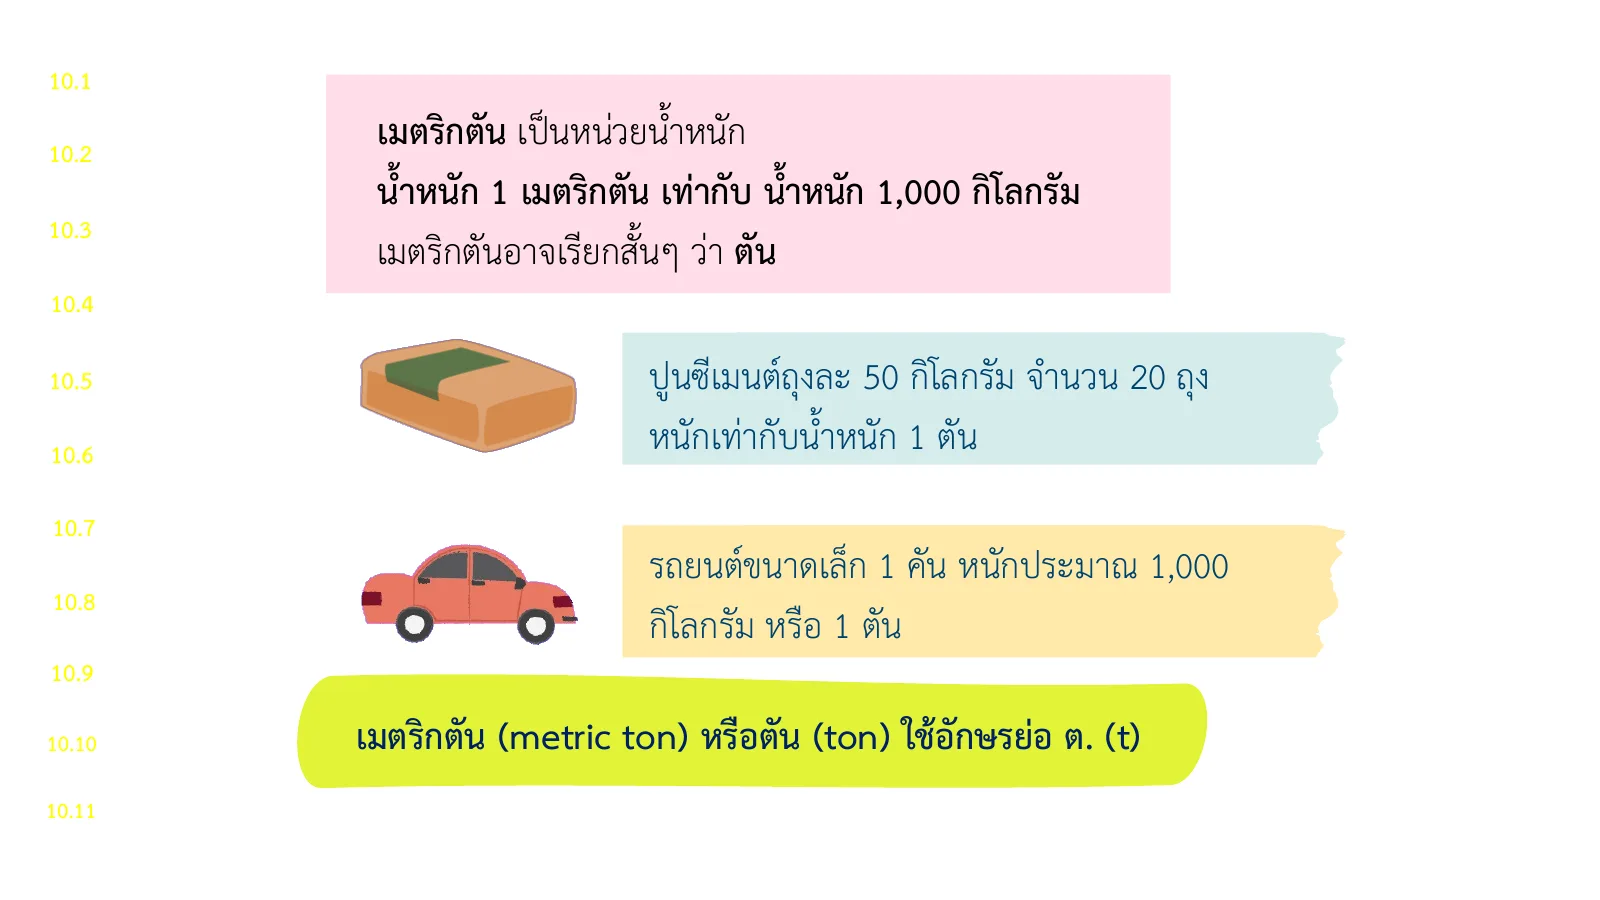 10.1
10.2
10.3
10.4
10.5
10.6
10.7
10.8
10.9
10.10
10.11
เมตริกตัน เป็นหน่วยน้ำหนัก
น้ำหนัก 1 เมตริกตัน เท่ากับ น้ำหนัก 1,000 กิโลกรัม
เมตริกตันอาจเรียกสั้นๆ ว่า ตัน
ปูนซีเมนต์ถุงละ 50 กิโลกรัม จำนวน 20 ถุง
หนักเท่ากับน้ำหนัก 1 ตัน
รถยนต์ขนาดเล็ก 1 คัน หนักประมาณ 1,000
กิโลกรัม หรือ 1 ตัน
เมตริกตัน (metric ton) หรือตัน (ton) ใช้อักษรย่อ ต. (t)